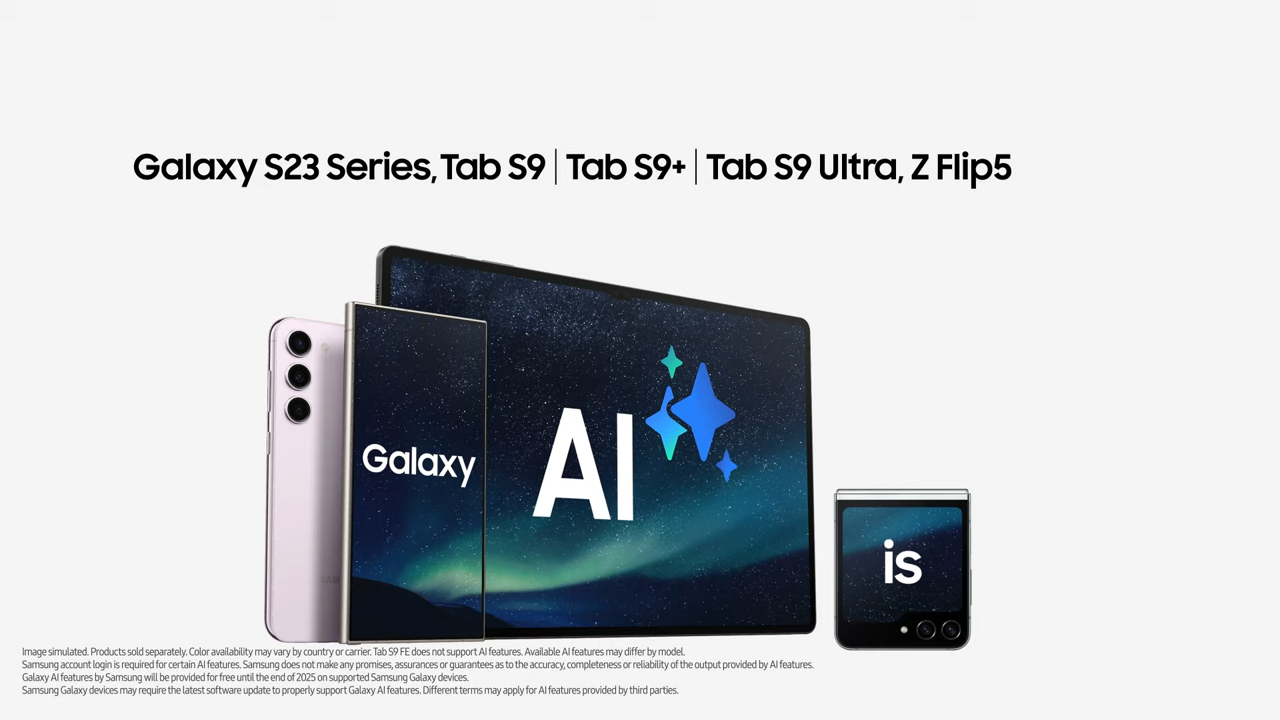 Galaxy S23 Series, Tab S9 | Tab S9+ | Tab S9 Ultra, Z Flip5
AI
Galaxy
is
Image simulated. Products sold separately. Color availability may vary by country or carrier. Tab S9 FE does not support AI features. Available AI features may differ by model.
Samsung account login is required for certain AI features. Samsung does not make any promises, assurances or guarantees as to the accuracy, completeness or reliability of the output provided by AI features.
Galaxy AI features by Samsung will be provided for free until the end of 2025 on supported Samsung Galaxy devices.
Samsung Galaxy devices may require the latest software update to properly support Galaxy AI features. Different terms may apply for AI features provided by third parties.